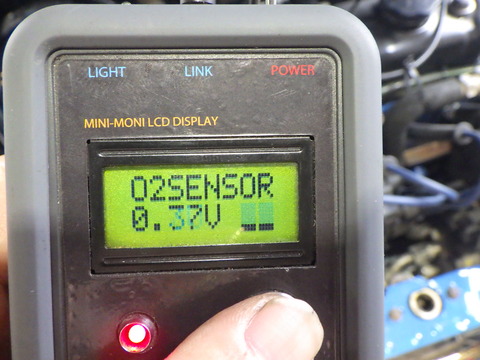 LIGHT LINK POWER
MINI-MONI LCD DISPLAY
O2SENSOR
0.37V